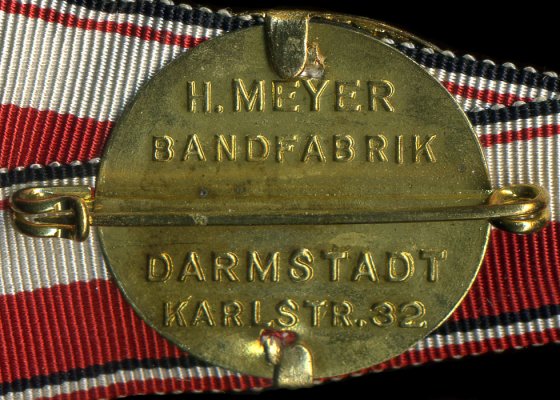 H. MEYER
BANDFABRIK
DARMSTADT
KARLSTR. 32